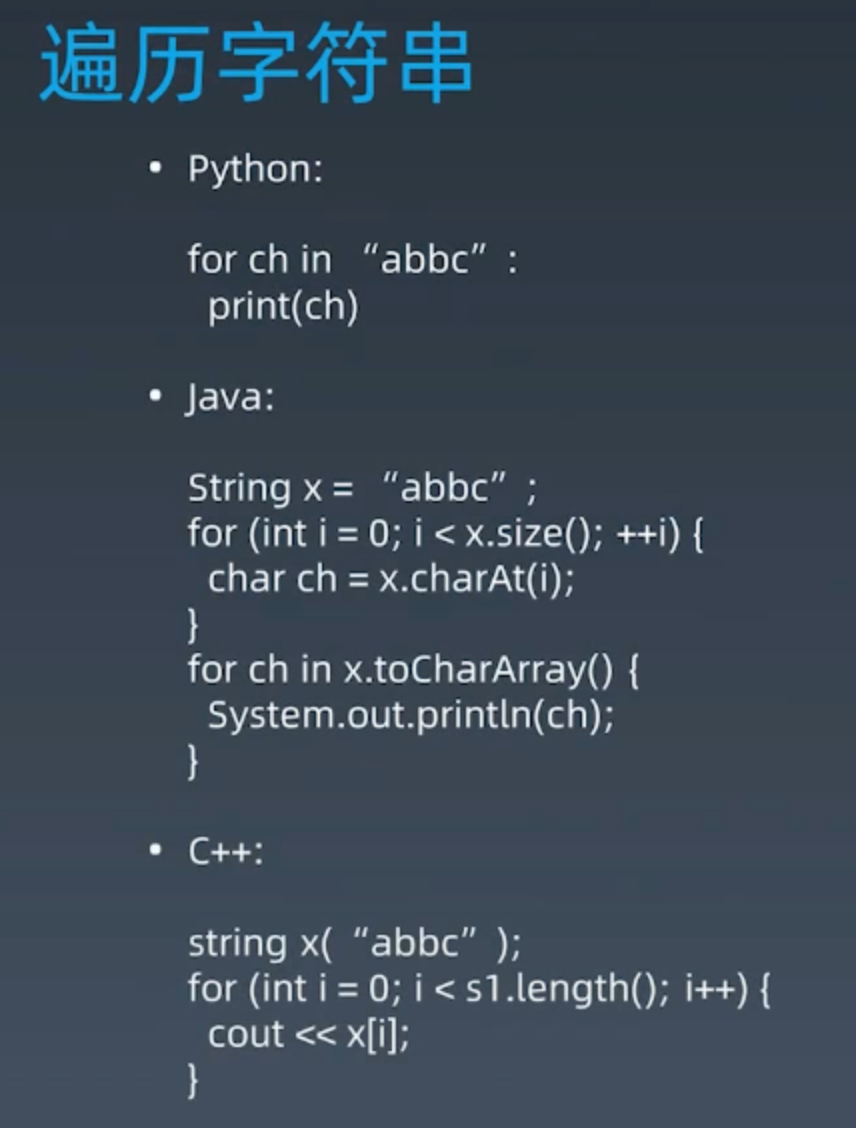 遍历字符串
• Python:
for ch in “abbc” :
print(ch)
• Java:
String x = “abbc” ;
for (int i = 0; i < x.size(); ++i) {
char ch = x.charAt(i);
}
for ch in x.toCharArray() {
System.out.println(ch);
}
• C++:
string x( “abbc” );
for (int i = 0; i < s1.length(); i++) {
cout << x[i];
}